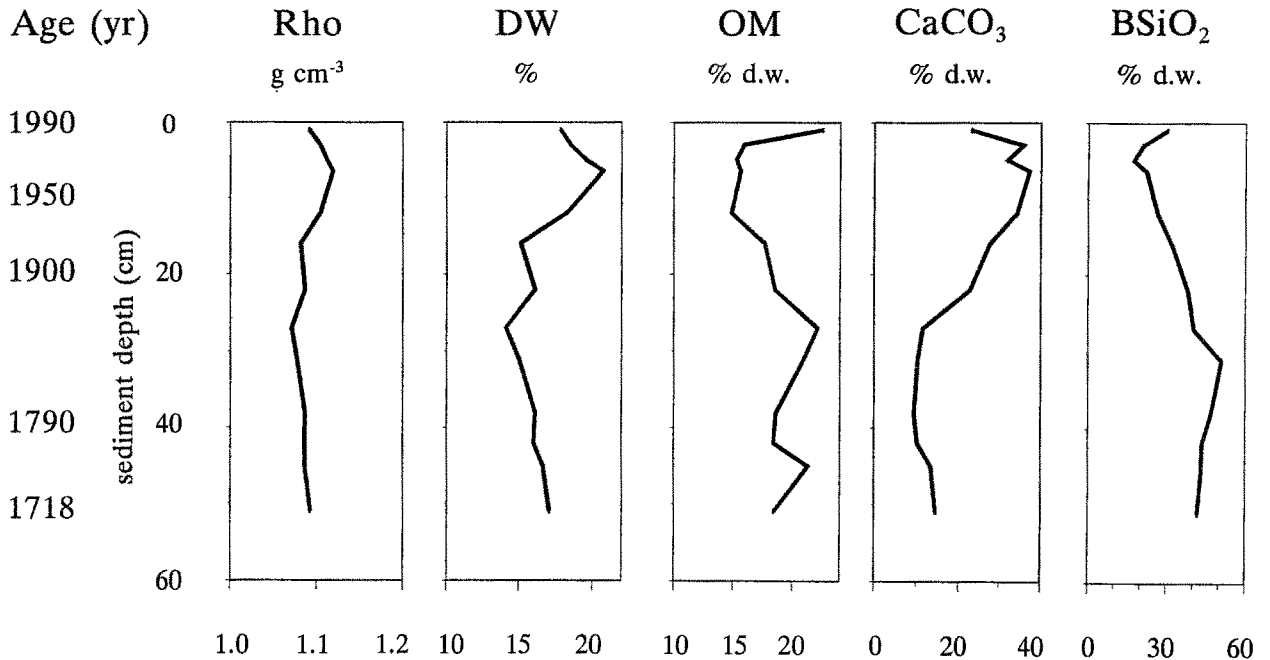 Age (yr) Rho DW OM CaCO₃ BSiO₂
g cm⁻³ % % d.w. % d.w. % d.w.
1990 0
1950
1900 20
sediment depth (cm)
1790 40
1718
60
1.0 1.1 1.2 10 15 20 10 15 20 0 20 40 0 30 60